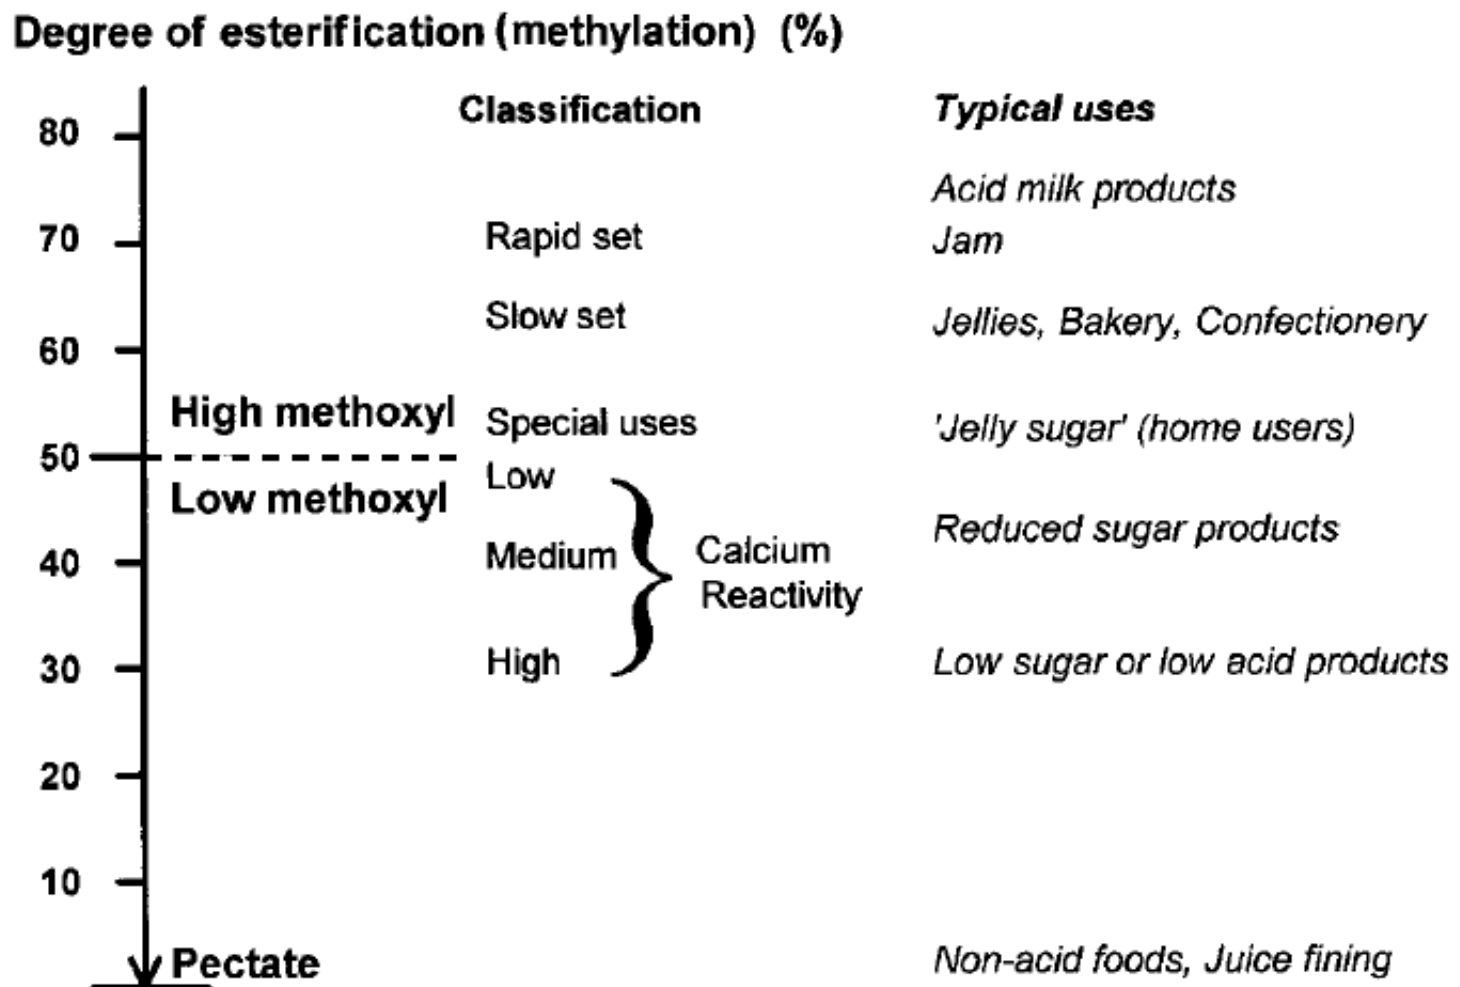 Degree of esterification (methylation) (%)
Classification Typical uses
80
Acid milk products
70 Rapid set Jam
Slow set Jellies, Bakery, Confectionery
60
High methoxyl Special uses 'Jelly sugar' (home users)
50
Low methoxyl Low
Reduced sugar products
40 Medium Calcium
Reactivity
30 High Low sugar or low acid products
20
10
Pectate Non-acid foods, Juice fining